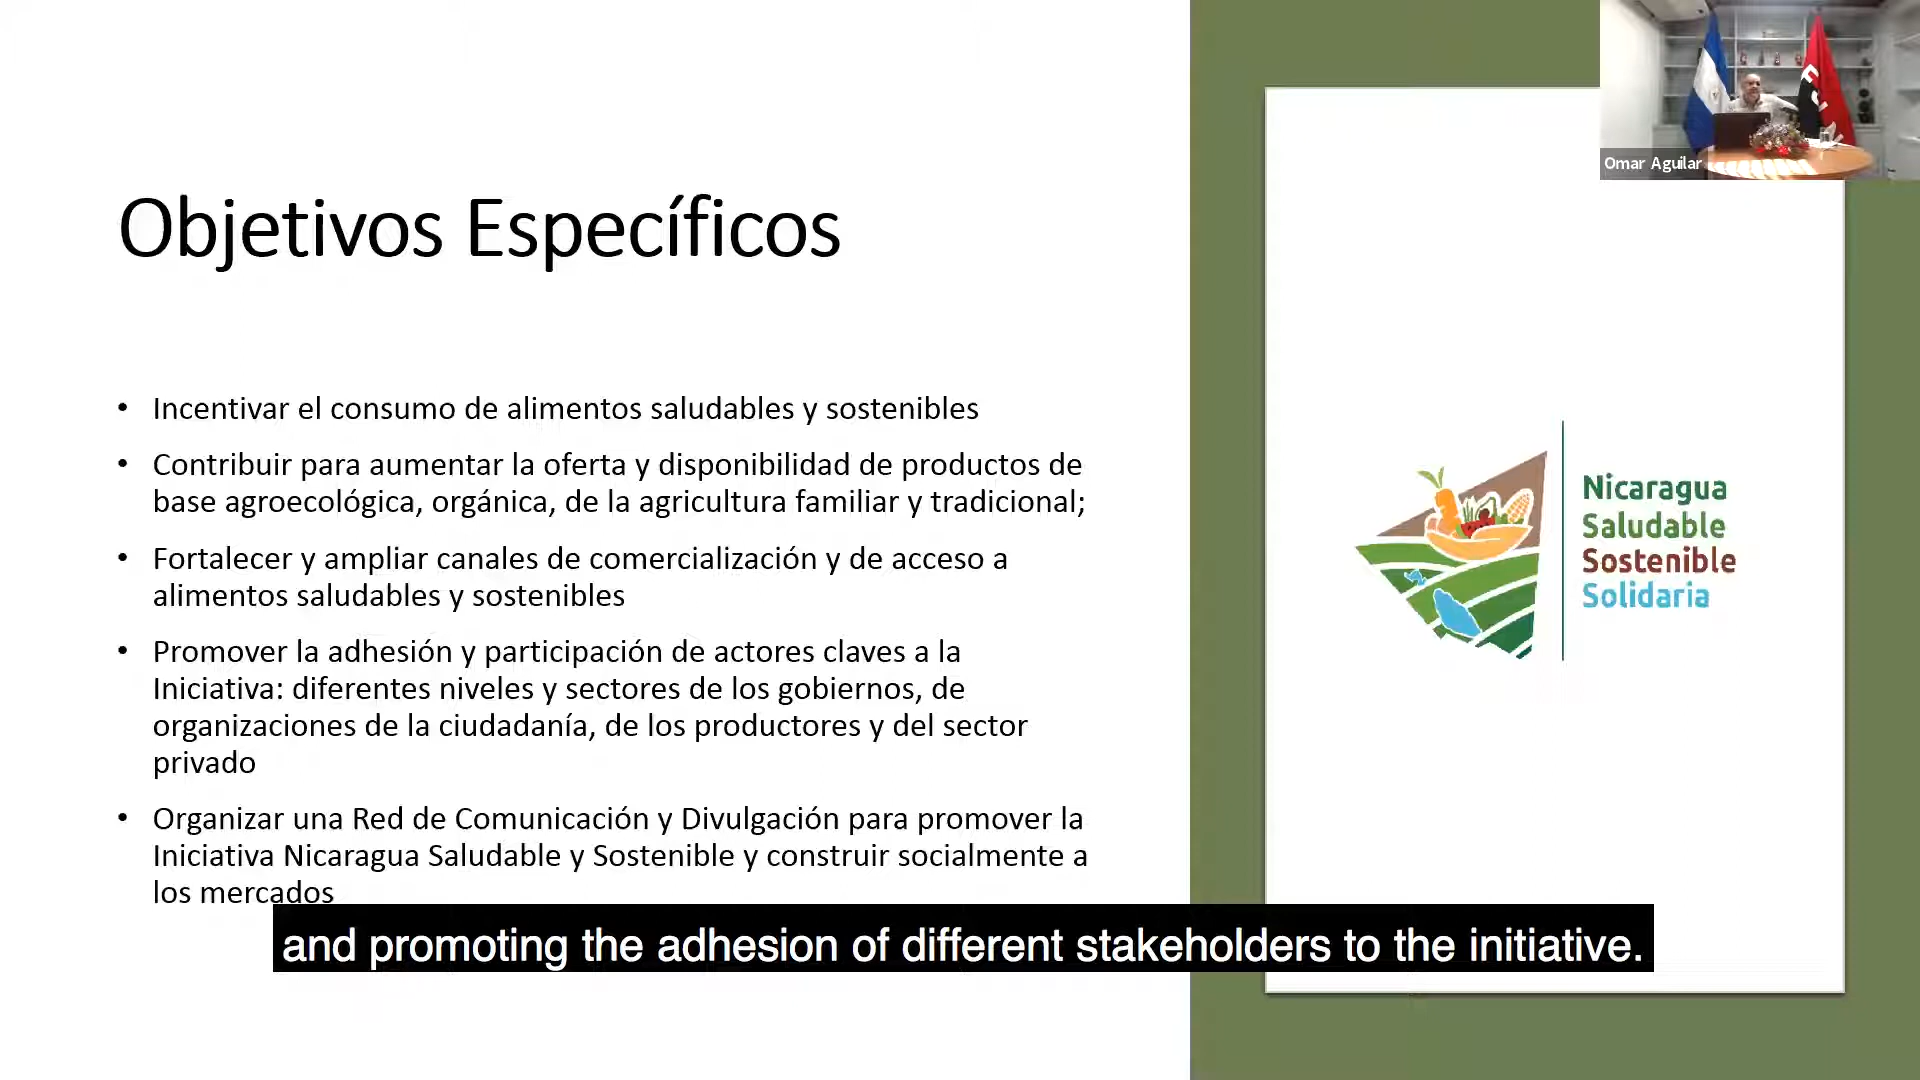 Objetivos Específicos
• Incentivar el consumo de alimentos saludables y sostenibles
• Contribuir para aumentar la oferta y disponibilidad de productos de
base agroecológica, orgánica, de la agricultura familiar y tradicional;
• Fortalecer y ampliar canales de comercialización y de acceso a
alimentos saludables y sostenibles
• Promover la adhesión y participación de actores claves a la
Iniciativa: diferentes niveles y sectores de los gobiernos, de
organizaciones de la ciudadanía, de los productores y del sector
privado
• Organizar una Red de Comunicación y Divulgación para promover la
Iniciativa Nicaragua Saludable y Sostenible y construir socialmente a
los mercados
Nicaragua
Saludable
Sostenible
Solidaria
Omar Aguilar
and promoting the adhesion of different stakeholders to the initiative.